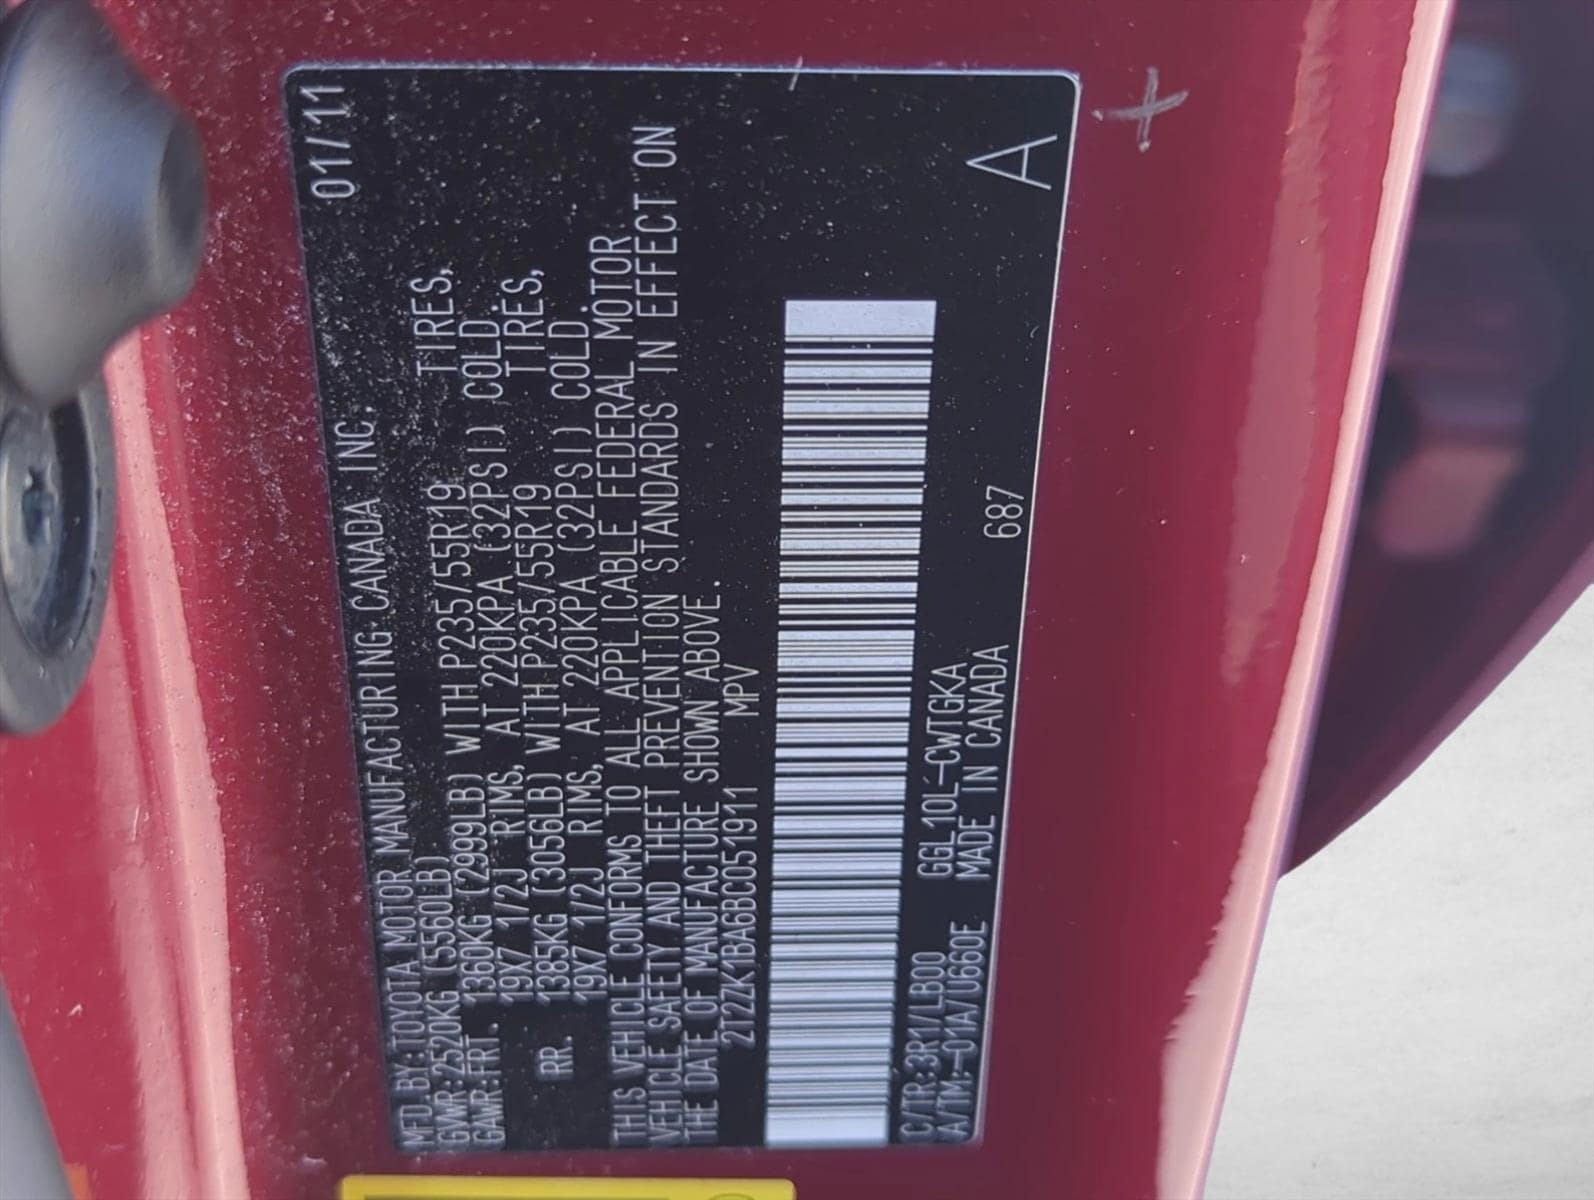 MFD.BY:TOYOTA MOTOR MANUFACTURING CANADA INC. 01/11
GVWR:2520KG (5560LB)
GAWR:FRT. 1360KG (2999LB) WITH P235/55R19 TIRES,
19X7 1/2J RIMS, AT 220KPA (32PSI) COLD
RR. 1385KG (3056LB) WITH P235/55R19 TIRES,
19X7 1/2J RIMS, AT 220KPA (32PSI) COLD.
THIS VEHICLE CONFORMS TO ALL APPLICABLE FEDERAL MOTOR
VEHICLE SAFETY AND THEFT PREVENTION STANDARDS IN EFFECT ON
THE DATE OF MANUFACTURE SHOWN ABOVE.
2T2ZK1BA6BC051911 MPV
C/TR:3R1/LB00 GGL10L-CWTGKA
A/TM:-01A/U660E MADE IN CANADA 687 A